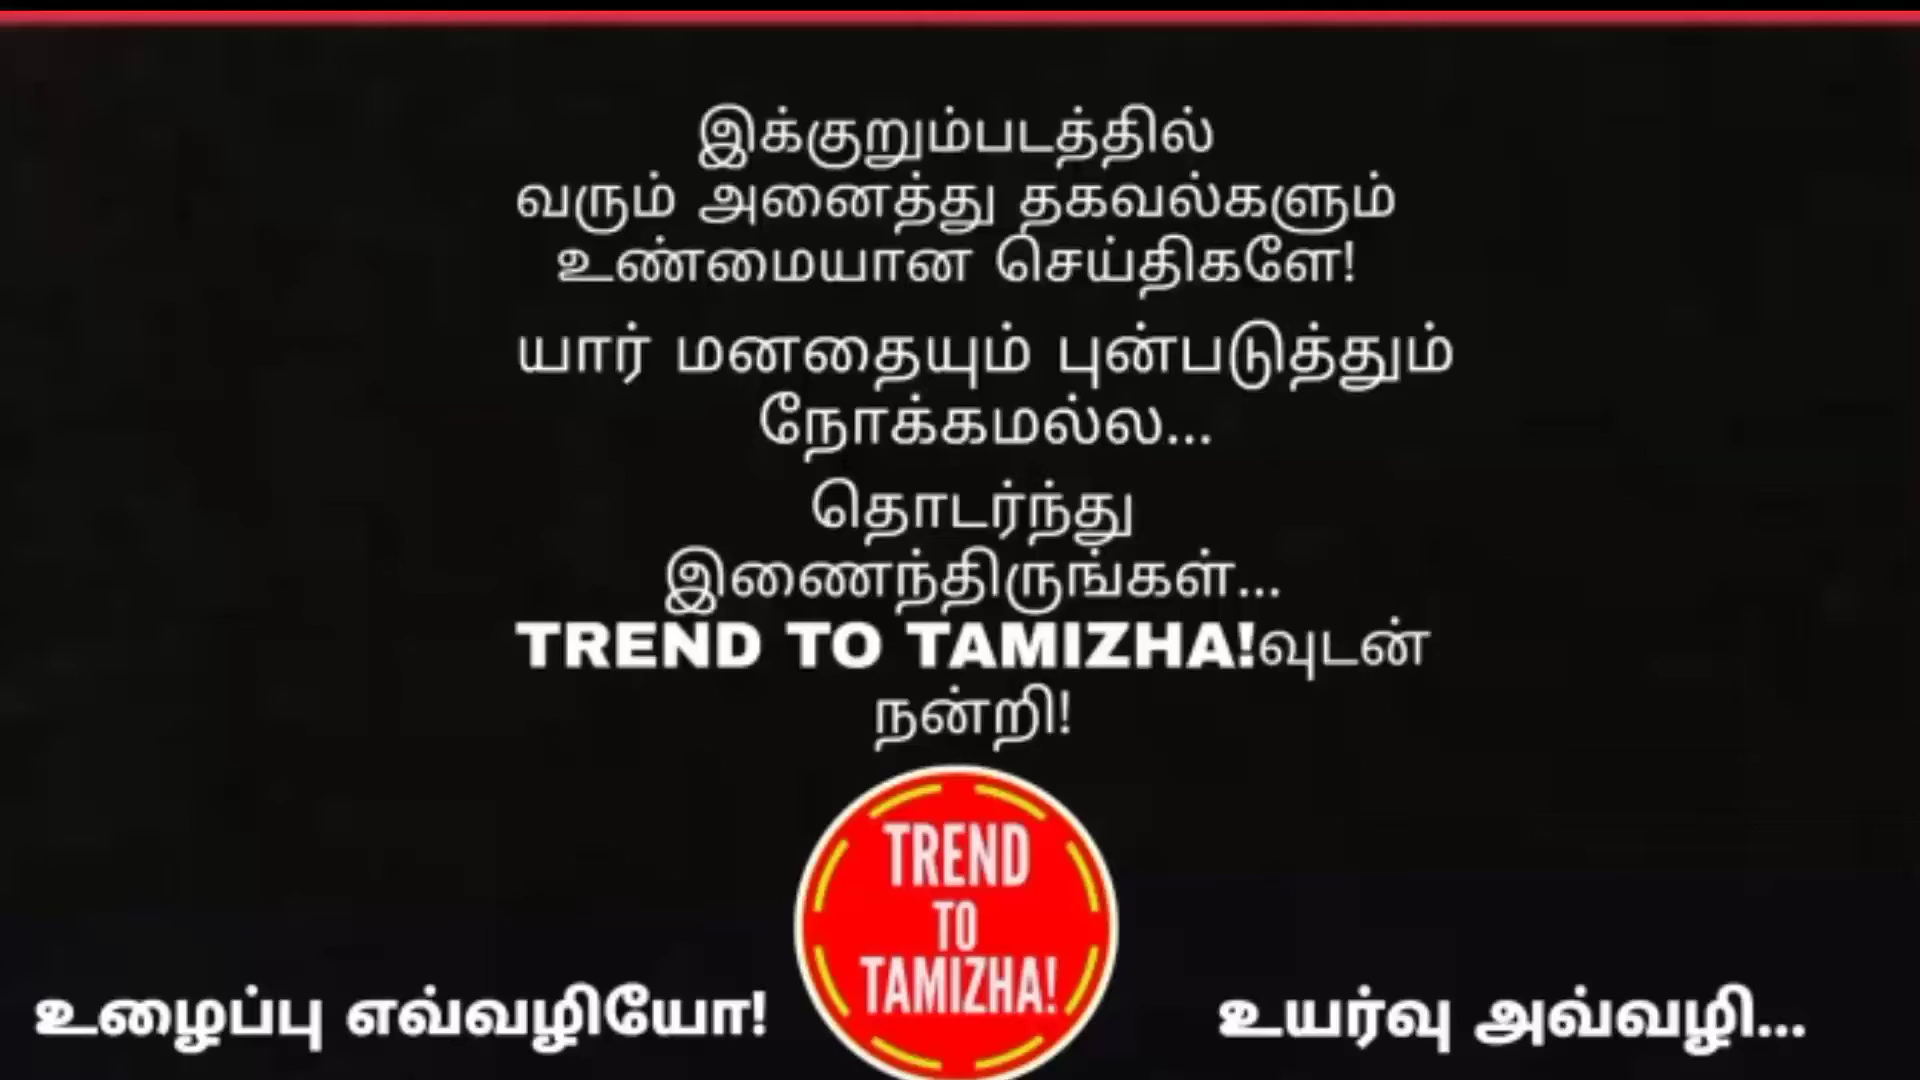 இக்குறும்படத்தில்
வரும் அனைத்து தகவல்களும்
உண்மையான செய்திகளே!
யார் மனதையும் புன்படுத்தும்
நோக்கமல்ல...
தொடர்ந்து
இணைந்திருங்கள்...
TREND TO TAMIZHA!வுடன்
நன்றி!
TREND
TO
TAMIZHA!
உழைப்பு எவ்வழியோ!
உயர்வு அவ்வழி...